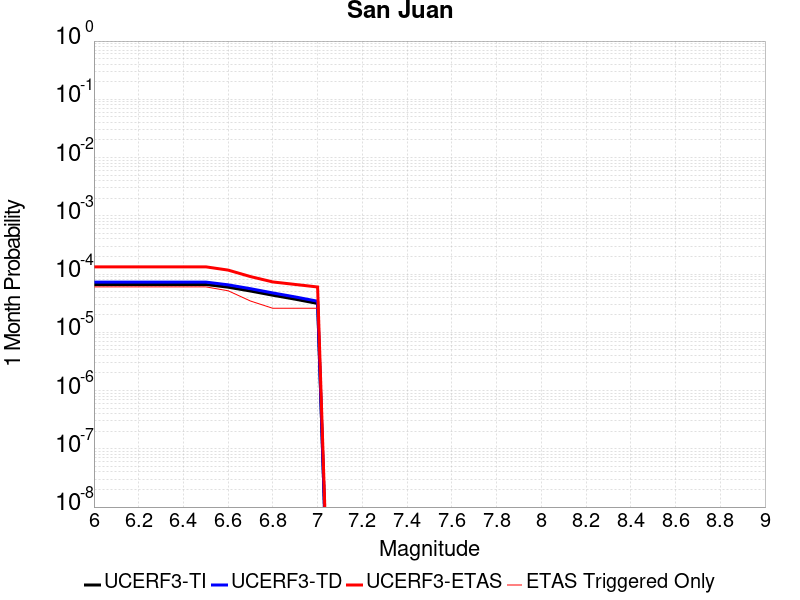 San Juan
1 Month Probability
10^0
10^-1
10^-2
10^-3
10^-4
10^-5
10^-6
10^-7
10^-8
6 6.2 6.4 6.6 6.8 7 7.2 7.4 7.6 7.8 8 8.2 8.4 8.6 8.8 9
Magnitude
UCERF3-TI UCERF3-TD UCERF3-ETAS ETAS Triggered Only